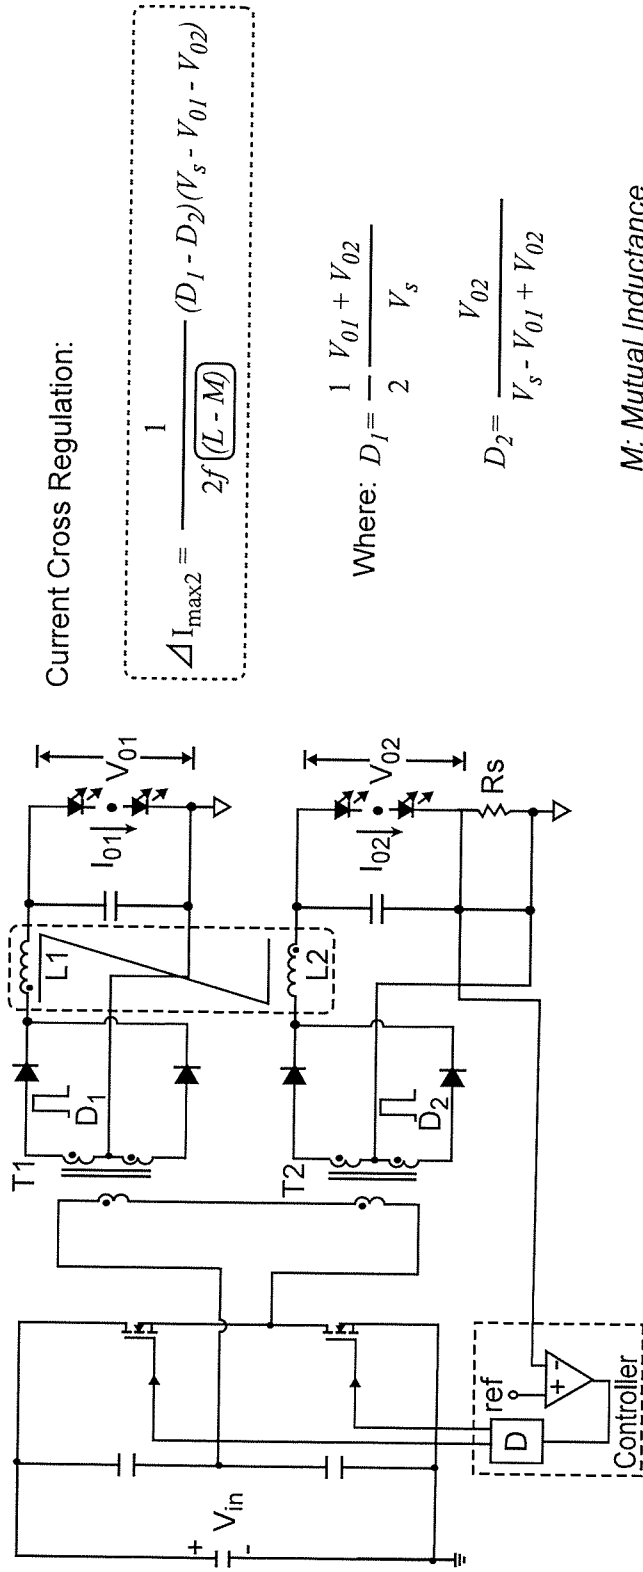 Current Cross Regulation:
ΔI_max2 = 1 / 2f (L - M) (D_1 - D_2)(V_s - V_01 - V_02)
Where: D_1 = 1 / 2 V_01 + V_02 / V_s
D_2 = V_02 / V_s - V_01 + V_02
M: Mutual Inductance
T1
D_1
L1
I_01
V_01
T2
D_2
L2
I_02
V_02
Rs
+
V_in
-
D
ref
+
-
Controller